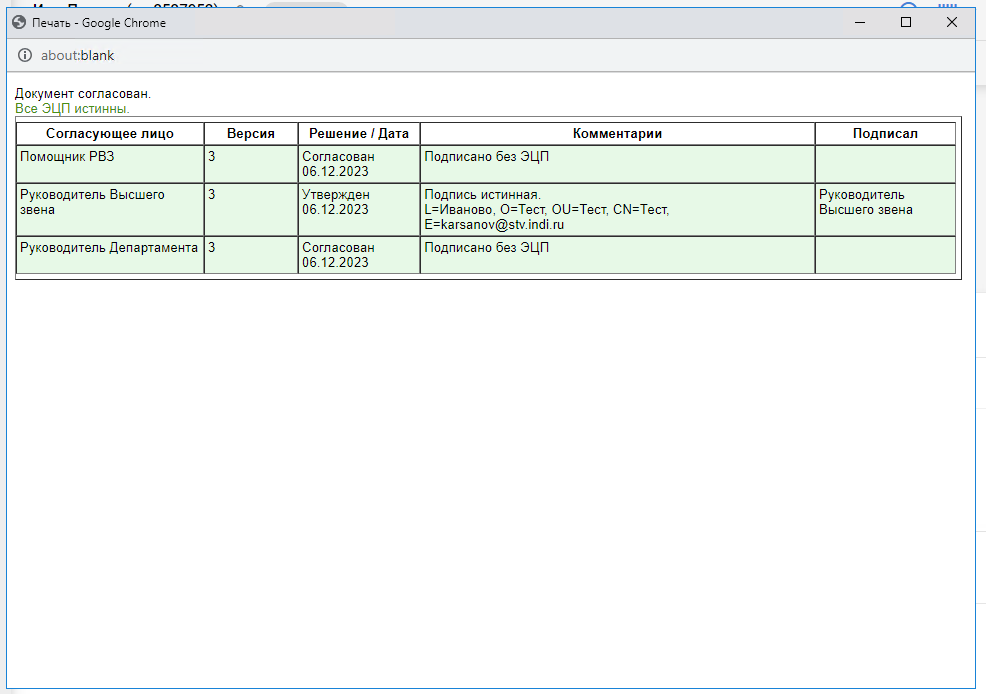 Печать - Google Chrome
about:blank
Документ согласован.
Все ЭЦП истинны.
Согласующее лицо Версия Решение / Дата Комментарии Подписал
Помощник РВЗ 3 Согласован Подписано без ЭЦП
06.12.2023
Руководитель Высшего 3 Утвержден Подпись истинная. Руководитель
звена 06.12.2023 L=Иваново, O=Тест, OU=Тест, CN=Тест, Высшего звена
E=karsanov@stv.indi.ru
Руководитель Департамента 3 Согласован Подписано без ЭЦП
06.12.2023